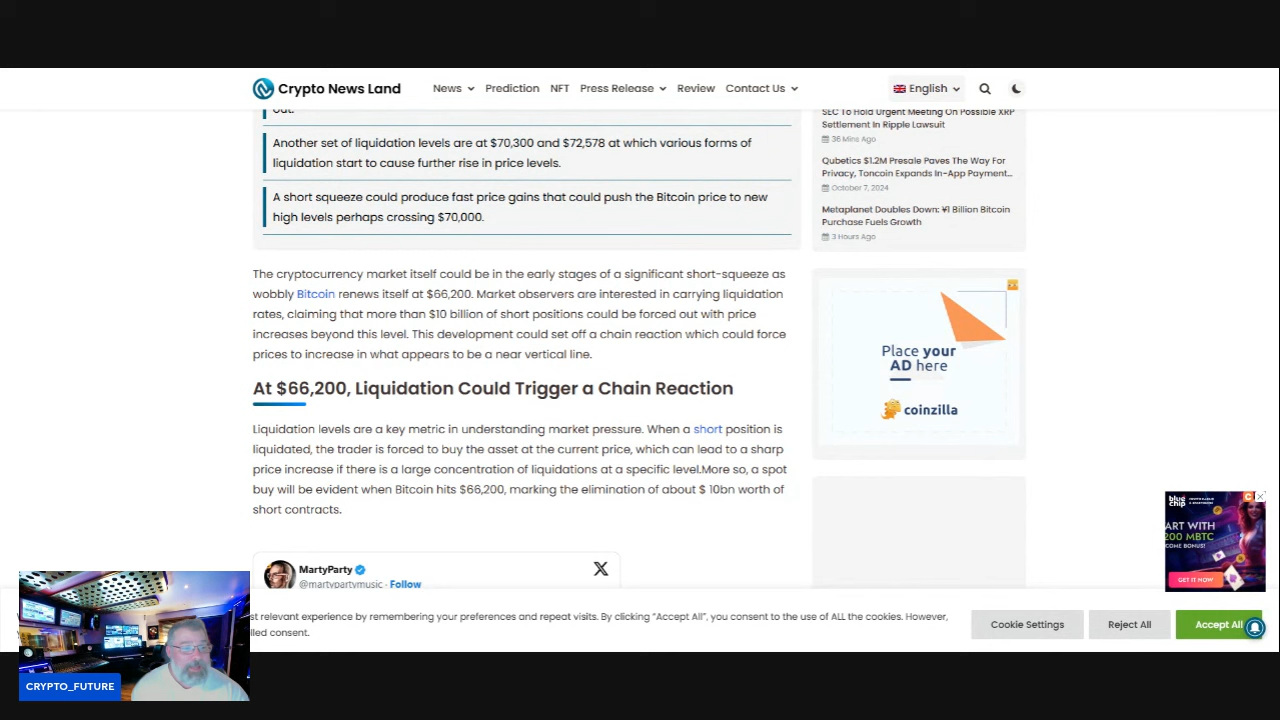 Crypto News Land
News
Prediction
NFT
Press Release
Review
Contact Us
English
out.
Another set of liquidation levels are at $70,300 and $72,578 at which various forms of
liquidation start to cause further rise in price levels.
A short squeeze could produce fast price gains that could push the Bitcoin price to new
high levels perhaps crossing $70,000.
The cryptocurrency market itself could be in the early stages of a significant short-squeeze as
wobbly Bitcoin renews itself at $66,200. Market observers are interested in carrying liquidation
rates, claiming that more than $10 billion of short positions could be forced out with price
increases beyond this level. This development could set off a chain reaction which could force
prices to increase in what appears to be a near vertical line.
At $66,200, Liquidation Could Trigger a Chain Reaction
Liquidation levels are a key metric in understanding market pressure. When a short position is
liquidated, the trader is forced to buy the asset at the current price, which can lead to a sharp
price increase if there is a large concentration of liquidations at a specific level.More so, a spot
buy will be evident when Bitcoin hits $66,200, marking the elimination of about $ 10bn worth of
short contracts.
MartyParty
@martypartymusic · Follow
SEC To Hold Urgent Meeting On Possible XRP
Settlement In Ripple Lawsuit
36 Mins Ago
Qubetics $1.2M Presale Paves The Way For
Privacy, Toncoin Expands In-App Payment...
October 7, 2024
Metaplanet Doubles Down: ¥1 Billion Bitcoin
Purchase Fuels Growth
3 Hours Ago
Place your
AD here
coinzilla
blue
chip
ART WITH
200 MBTC
COME BONUS!
GET IT NOW
st relevant experience by remembering your preferences and repeat visits. By clicking “Accept All”, you consent to the use of ALL the cookies. However,
lled consent.
Cookie Settings
Reject All
Accept All
CRYPTO_FUTURE